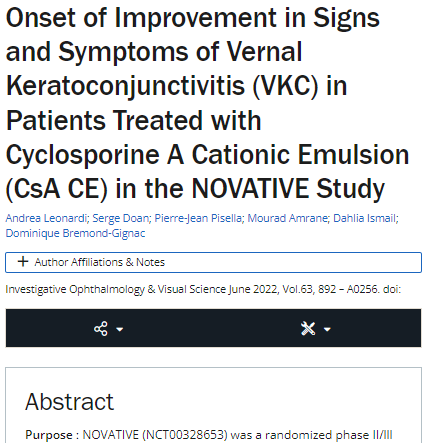 Onset of Improvement in Signs
and Symptoms of Vernal
Keratoconjunctivitis (VKC) in
Patients Treated with
Cyclosporine A Cationic Emulsion
(CsA CE) in the NOVATIVE Study
Andrea Leonardi; Serge Doan; Pierre-Jean Pisella; Mourad Amrane; Dahlia Ismail;
Dominique Bremond-Gignac
+ Author Affiliations & Notes
Investigative Ophthalmology & Visual Science June 2022, Vol.63, 892 – A0256. doi:
Abstract
Purpose : NOVATIVE (NCT00328653) was a randomized phase II/III